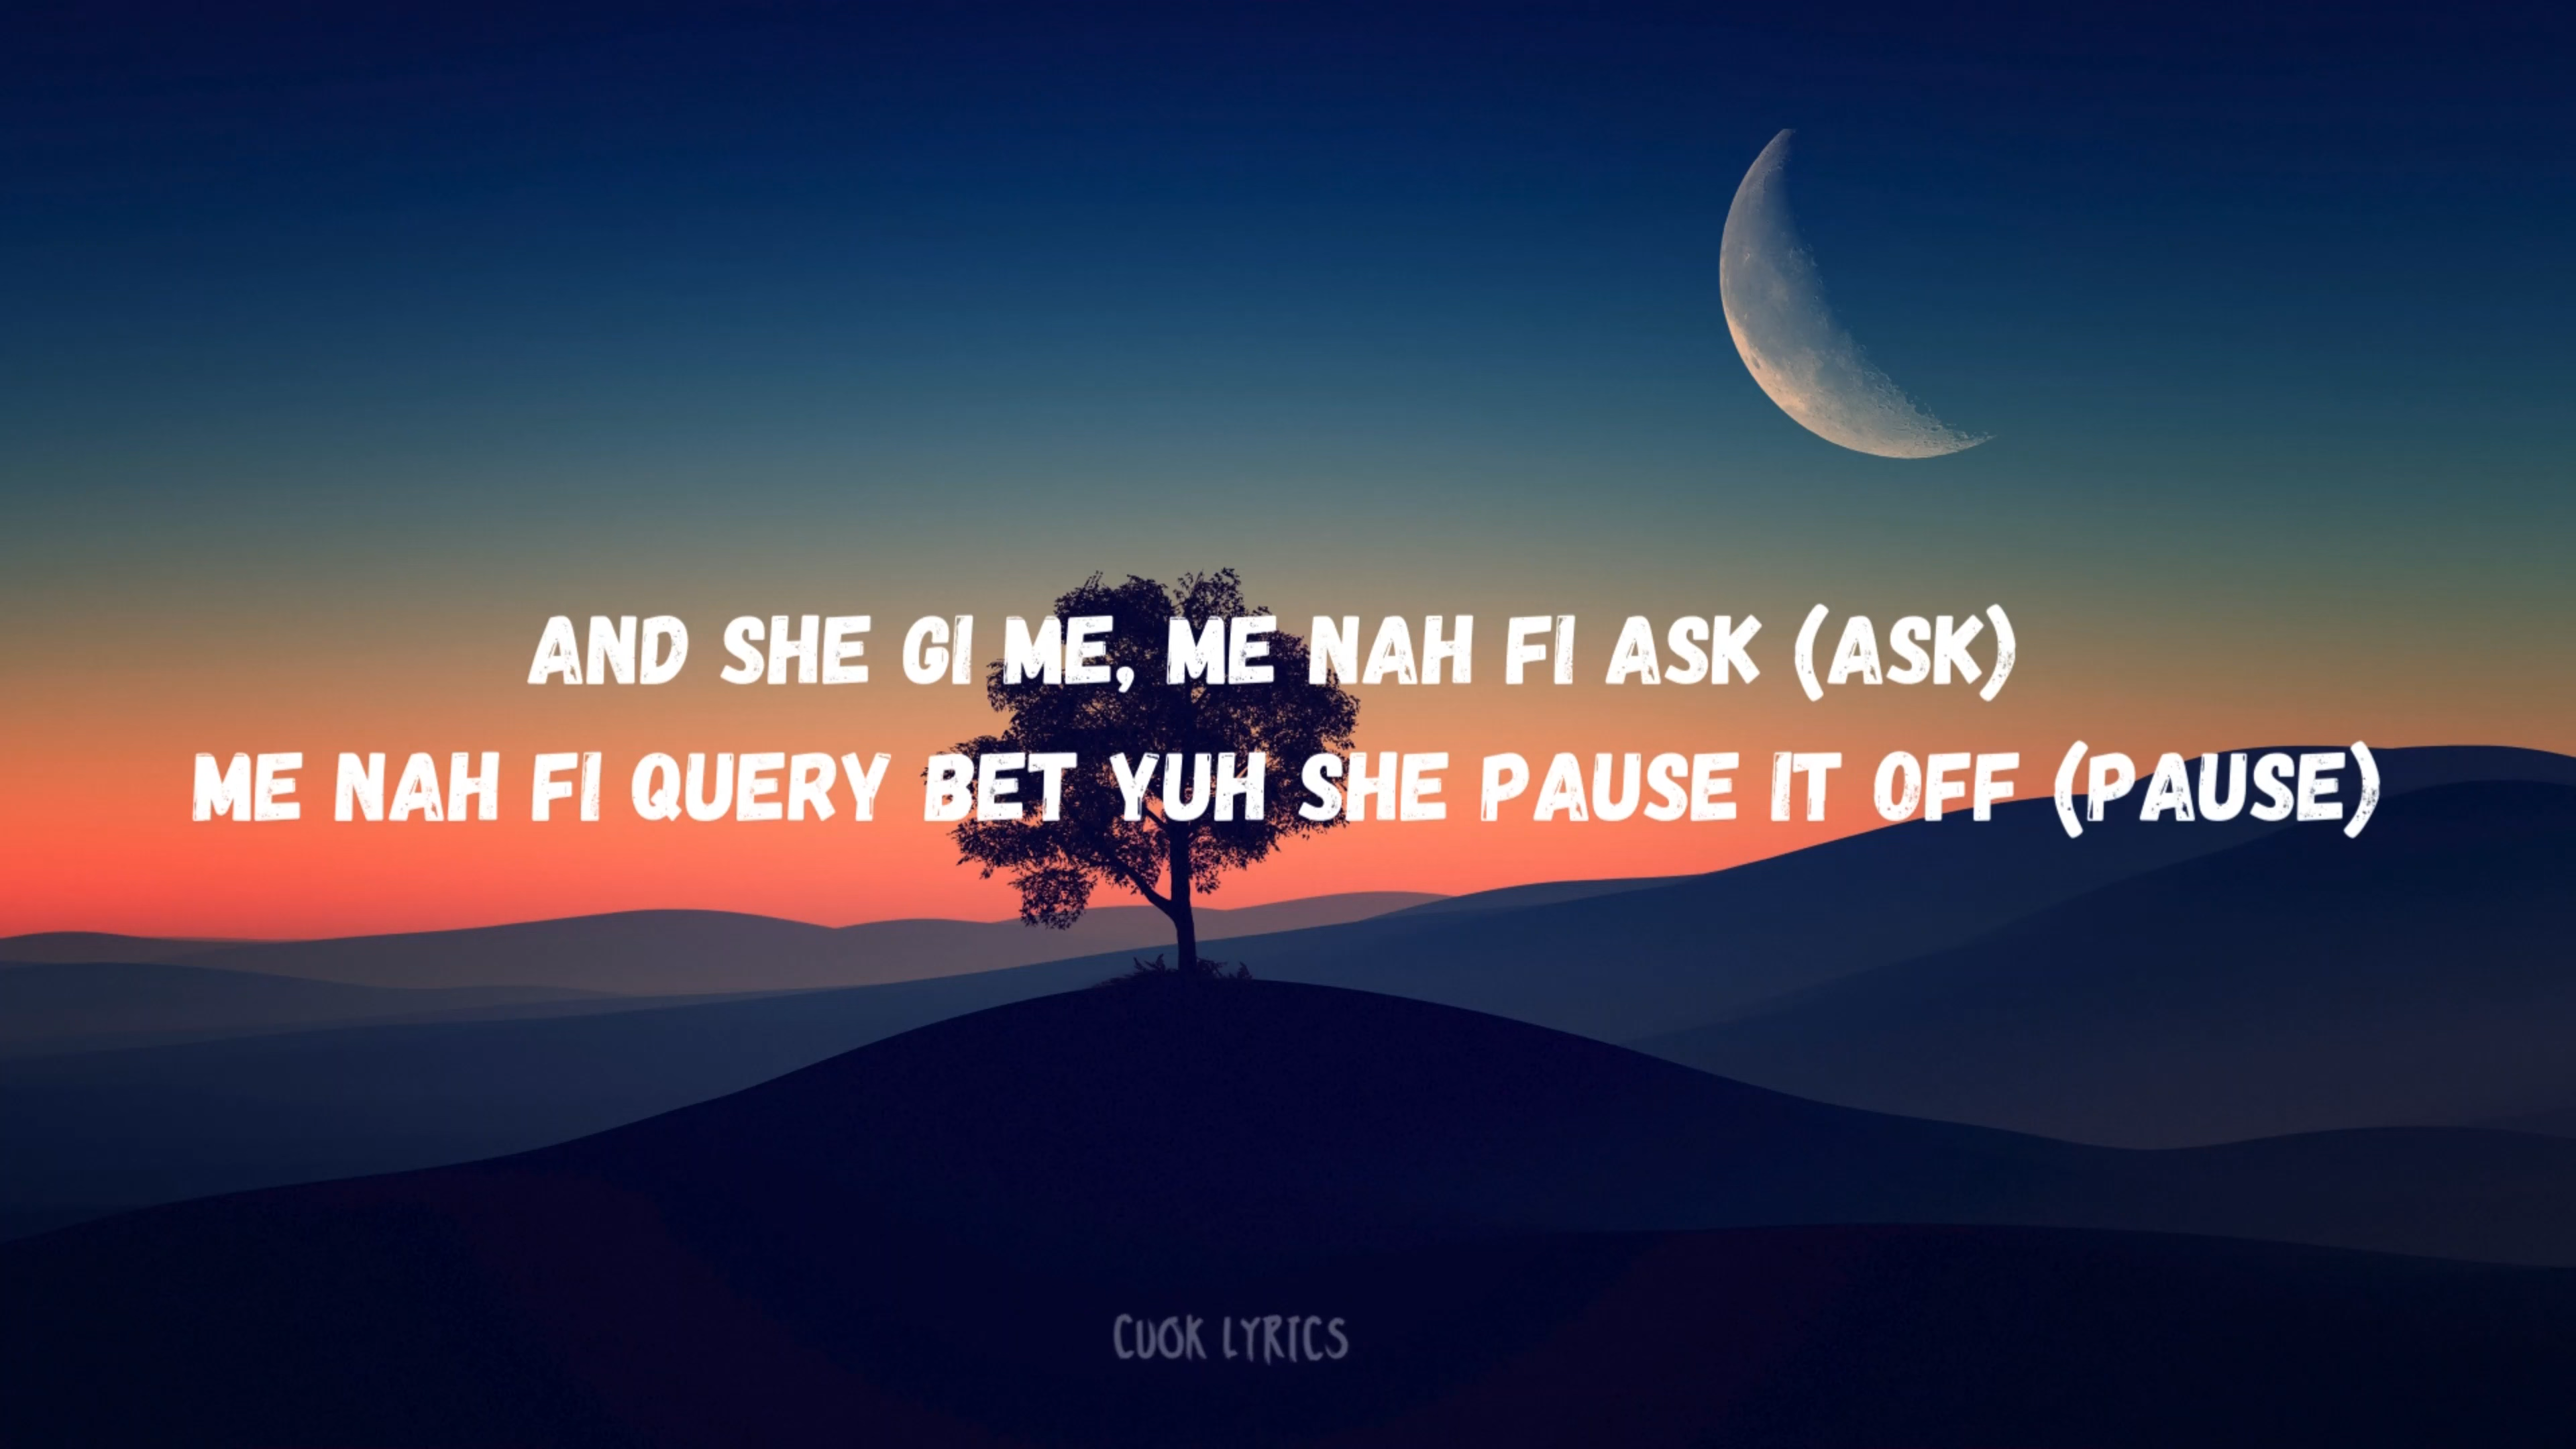 AND SHE GI ME, ME NAH FI ASK (ASK)
ME NAH FI QUERY BET YUH SHE PAUSE IT OFF (PAUSE)
CUOK LYRICS